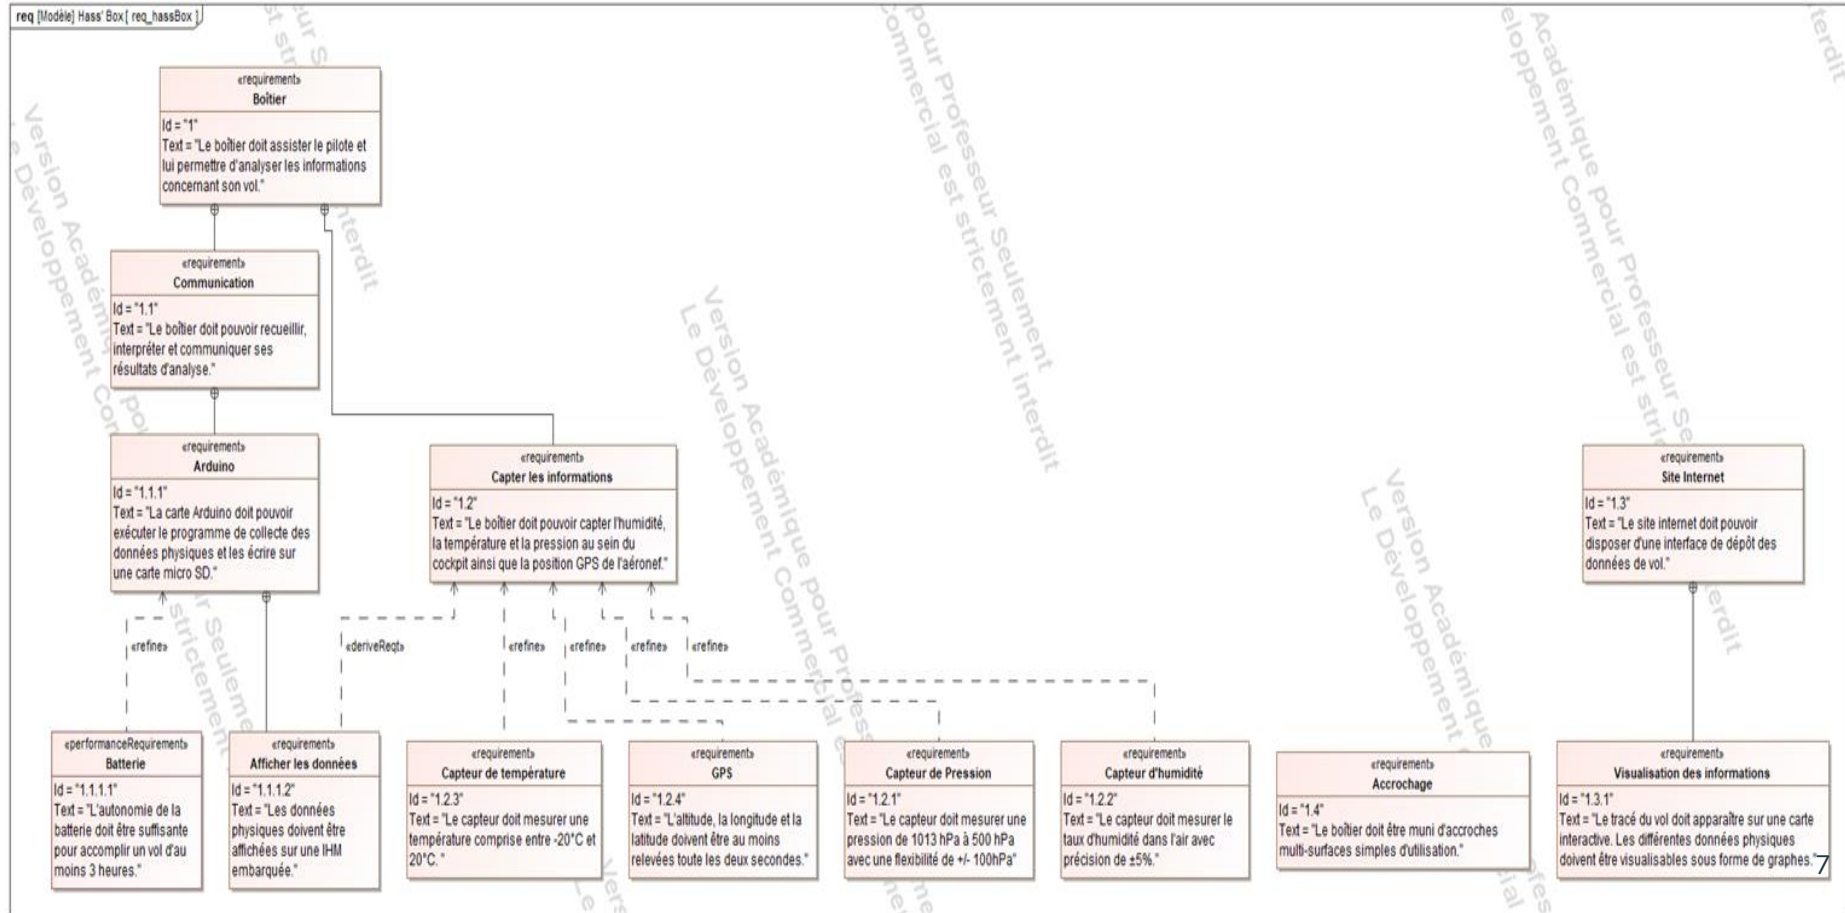 req [Modèle] Hass' Box [ req_hassBox ]
«requirement»
Boîtier
Id = "1"
Text = "Le boîtier doit assister le pilote et
lui permettre d'analyser les informations
concernant son vol."
«requirement»
Communication
Id = "1.1"
Text = "Le boîtier doit pouvoir recueillir,
interpréter et communiquer ses
résultats d'analyse."
«requirement»
Arduino
Id = "1.1.1"
Text = "La carte Arduino doit pouvoir
exécuter le programme de collecte des
données physiques et les écrire sur
une carte micro SD."
«requirement»
Capter les informations
Id = "1.2"
Text = "Le boîtier doit pouvoir capter l'humidité,
la température et la pression au sein du
cockpit ainsi que la position GPS de l'aéronef."
«requirement»
Site Internet
Id = "1.3"
Text = "Le site internet doit pouvoir
disposer d'une interface de dépôt des
données de vol."
«refine»
«deriveReqt»
«refine»
«refine»
«refine»
«refine»
«performanceRequirement»
Batterie
Id = "1.1.1.1"
Text = "L'autonomie de la
batterie doit être suffisante
pour accomplir un vol d'au
moins 3 heures."
«requirement»
Afficher les données
Id = "1.1.1.2"
Text = "Les données
physiques doivent être
affichées sur une IHM
embarquée."
«requirement»
Capteur de température
Id = "1.2.3"
Text = "Le capteur doit mesurer une
température comprise entre -20°C et
20°C. "
«requirement»
GPS
Id = "1.2.4"
Text = "L'altitude, la longitude et la
latitude doivent être au moins
relevées toute les deux secondes."
«requirement»
Capteur de Pression
Id = "1.2.1"
Text = "Le capteur doit mesurer une
pression de 1013 hPa à 500 hPa
avec une flexibilité de +/- 100hPa"
«requirement»
Capteur d'humidité
Id = "1.2.2"
Text = "Le capteur doit mesurer le
taux d'humidité dans l'air avec
précision de ±5%."
«requirement»
Accrochage
Id = "1.4"
Text = "Le boîtier doit être muni d'accroches
multi-surfaces simples d'utilisation."
«requirement»
Visualisation des informations
Id = "1.3.1"
Text = "Le tracé du vol doit apparaître sur une carte
interactive. Les différentes données physiques
doivent être visualisables sous forme de graphes."
7
Version Académique pour Professeur Seulement
Le Développement Commercial est strictement interdit